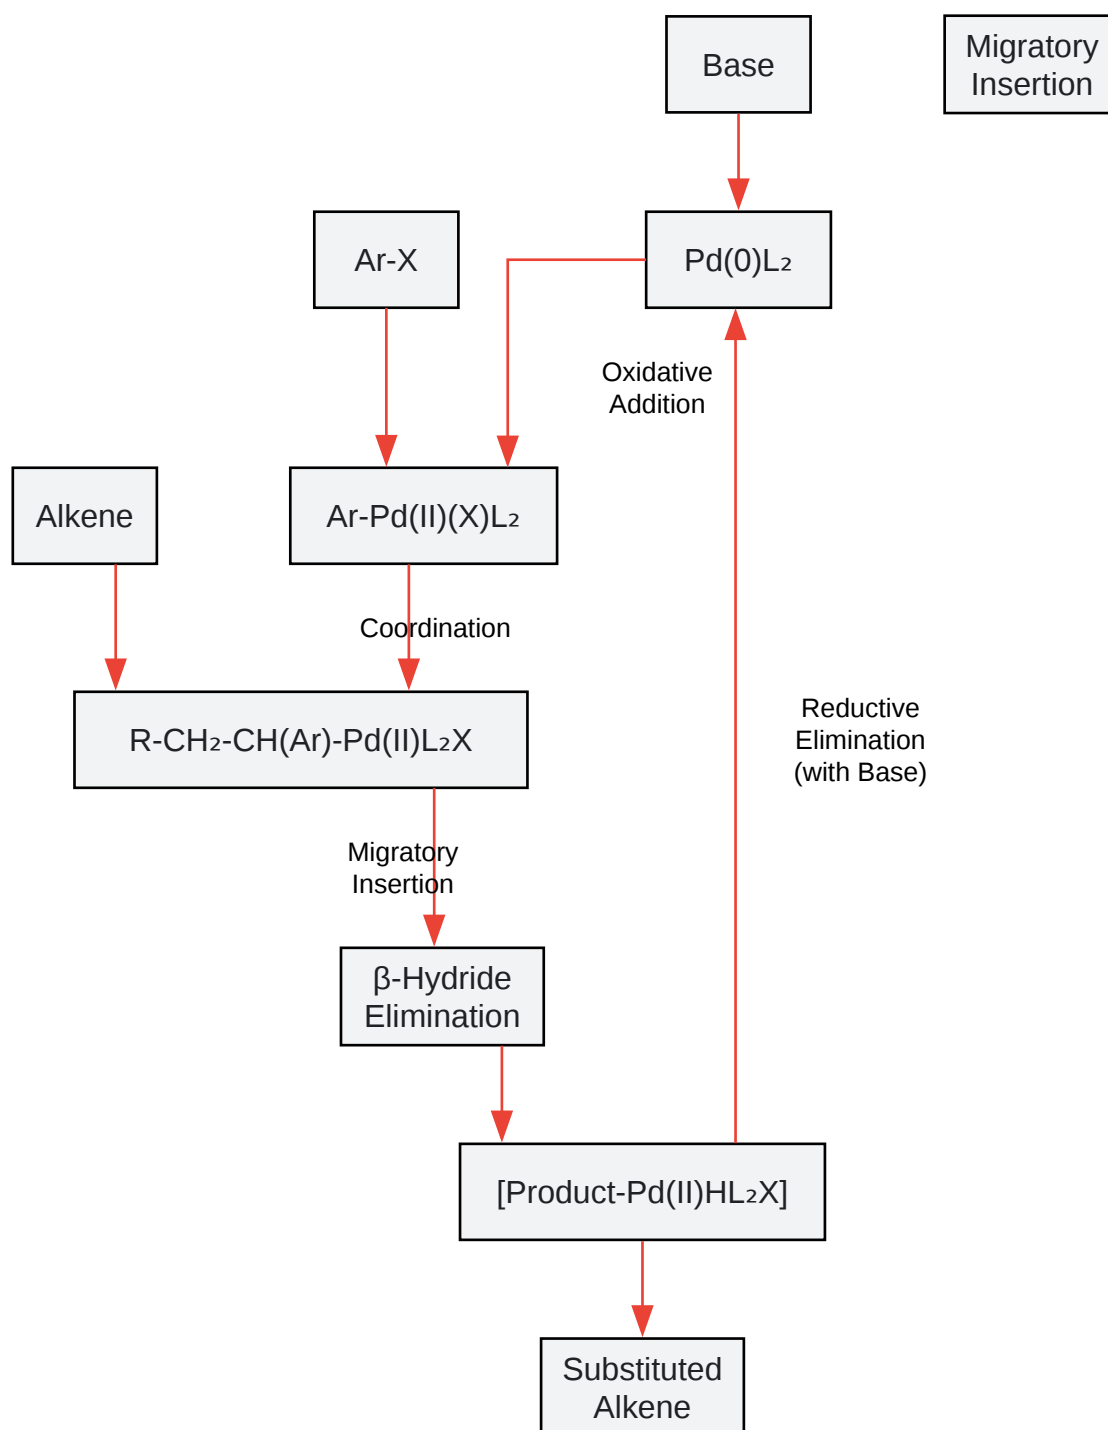 Base
Migratory
Insertion
Ar-X
Pd(0)L₂
Oxidative
Addition
Alkene
Ar-Pd(II)(X)L₂
Coordination
R-CH₂-CH(Ar)-Pd(II)L₂X
Reductive
Elimination
(with Base)
Migratory
Insertion
β-Hydride
Elimination
[Product-Pd(II)HL₂X]
Substituted
Alkene